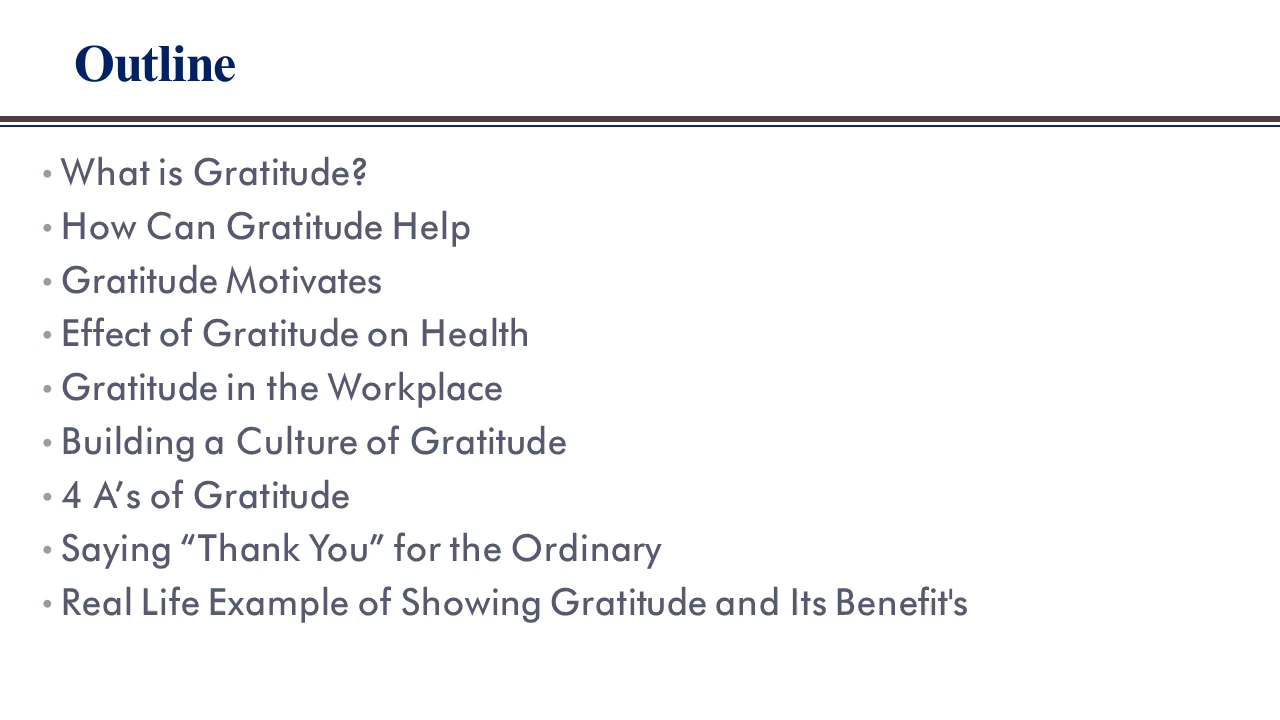 Outline
• What is Gratitude?
• How Can Gratitude Help
• Gratitude Motivates
• Effect of Gratitude on Health
• Gratitude in the Workplace
• Building a Culture of Gratitude
• 4 A’s of Gratitude
• Saying “Thank You” for the Ordinary
• Real Life Example of Showing Gratitude and Its Benefit's